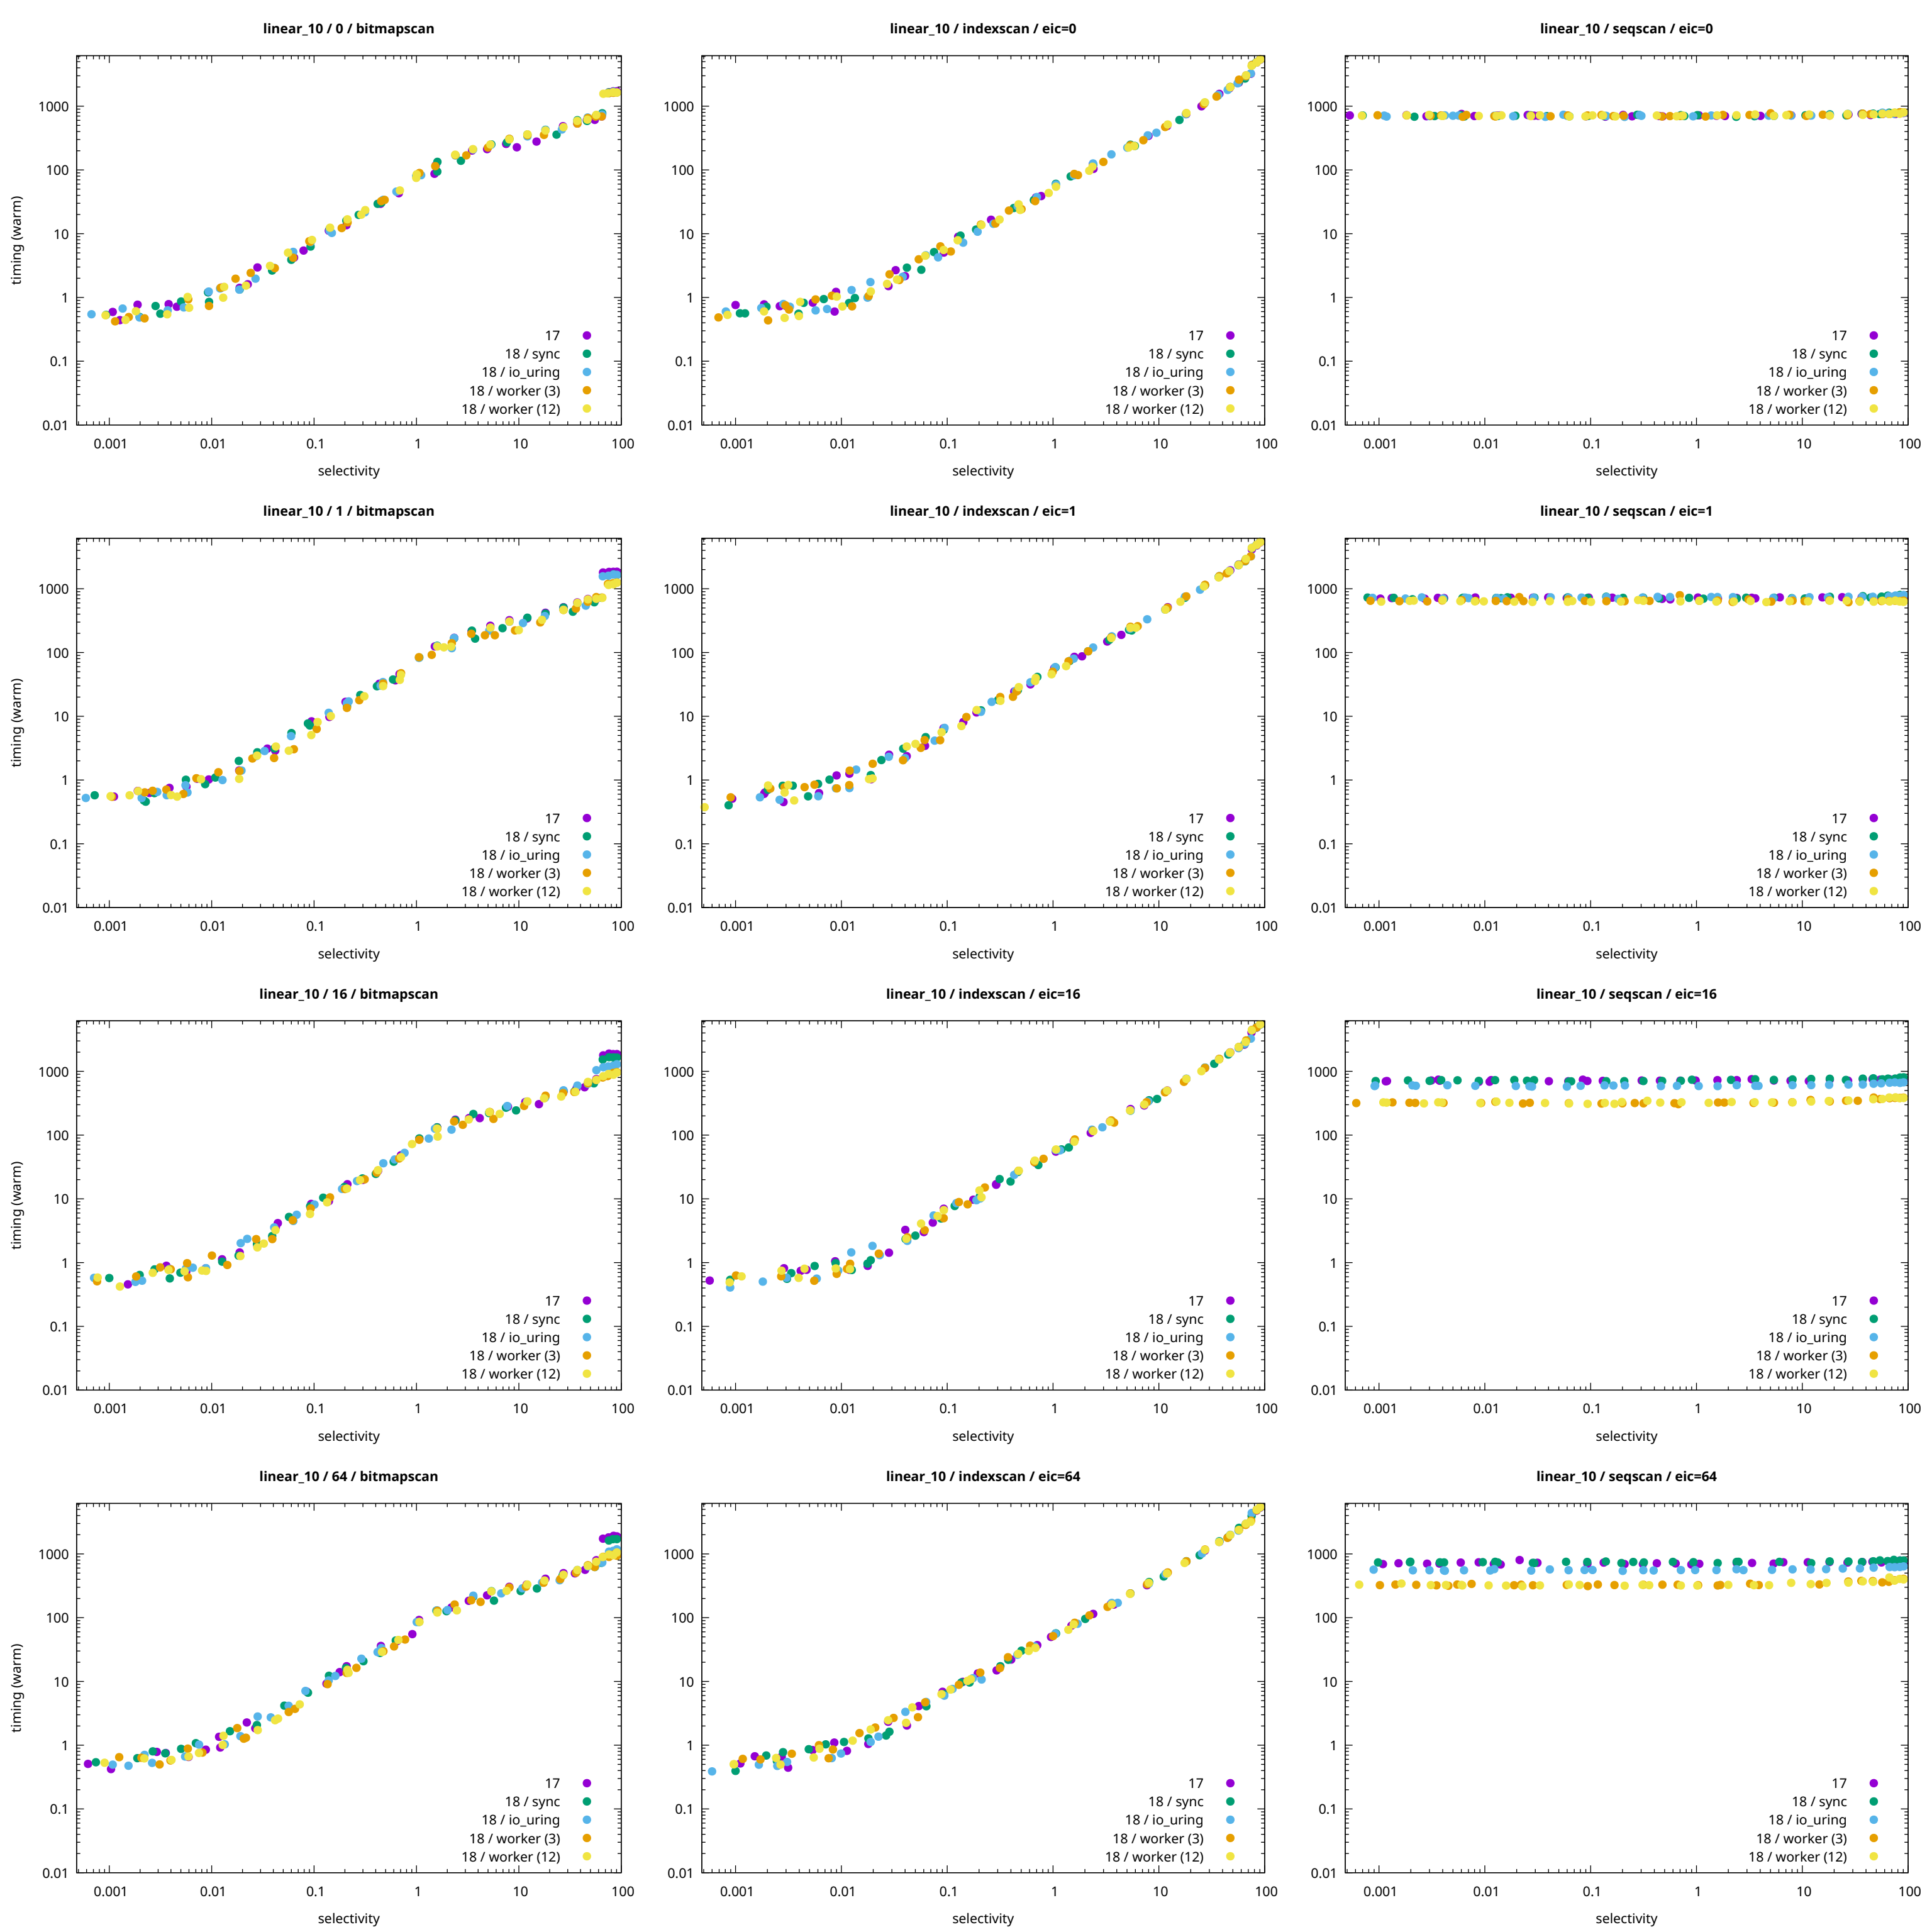 linear_10 / 0 / bitmapscan
timing (warm)
1000
100
10
1
0.1
0.01
17
18 / sync
18 / io_uring
18 / worker (3)
18 / worker (12)
0.001 0.01 0.1 1 10 100
selectivity
linear_10 / indexscan / eic=0
1000
100
10
1
0.1
0.01
17
18 / sync
18 / io_uring
18 / worker (3)
18 / worker (12)
0.001 0.01 0.1 1 10 100
selectivity
linear_10 / seqscan / eic=0
1000
100
10
1
0.1
0.01
17
18 / sync
18 / io_uring
18 / worker (3)
18 / worker (12)
0.001 0.01 0.1 1 10 100
selectivity
linear_10 / 1 / bitmapscan
timing (warm)
1000
100
10
1
0.1
0.01
17
18 / sync
18 / io_uring
18 / worker (3)
18 / worker (12)
0.001 0.01 0.1 1 10 100
selectivity
linear_10 / indexscan / eic=1
1000
100
10
1
0.1
0.01
17
18 / sync
18 / io_uring
18 / worker (3)
18 / worker (12)
0.001 0.01 0.1 1 10 100
selectivity
linear_10 / seqscan / eic=1
1000
100
10
1
0.1
0.01
17
18 / sync
18 / io_uring
18 / worker (3)
18 / worker (12)
0.001 0.01 0.1 1 10 100
selectivity
linear_10 / 16 / bitmapscan
timing (warm)
1000
100
10
1
0.1
0.01
17
18 / sync
18 / io_uring
18 / worker (3)
18 / worker (12)
0.001 0.01 0.1 1 10 100
selectivity
linear_10 / indexscan / eic=16
1000
100
10
1
0.1
0.01
17
18 / sync
18 / io_uring
18 / worker (3)
18 / worker (12)
0.001 0.01 0.1 1 10 100
selectivity
linear_10 / seqscan / eic=16
1000
100
10
1
0.1
0.01
17
18 / sync
18 / io_uring
18 / worker (3)
18 / worker (12)
0.001 0.01 0.1 1 10 100
selectivity
linear_10 / 64 / bitmapscan
timing (warm)
1000
100
10
1
0.1
0.01
17
18 / sync
18 / io_uring
18 / worker (3)
18 / worker (12)
0.001 0.01 0.1 1 10 100
selectivity
linear_10 / indexscan / eic=64
1000
100
10
1
0.1
0.01
17
18 / sync
18 / io_uring
18 / worker (3)
18 / worker (12)
0.001 0.01 0.1 1 10 100
selectivity
linear_10 / seqscan / eic=64
1000
100
10
1
0.1
0.01
17
18 / sync
18 / io_uring
18 / worker (3)
18 / worker (12)
0.001 0.01 0.1 1 10 100
selectivity